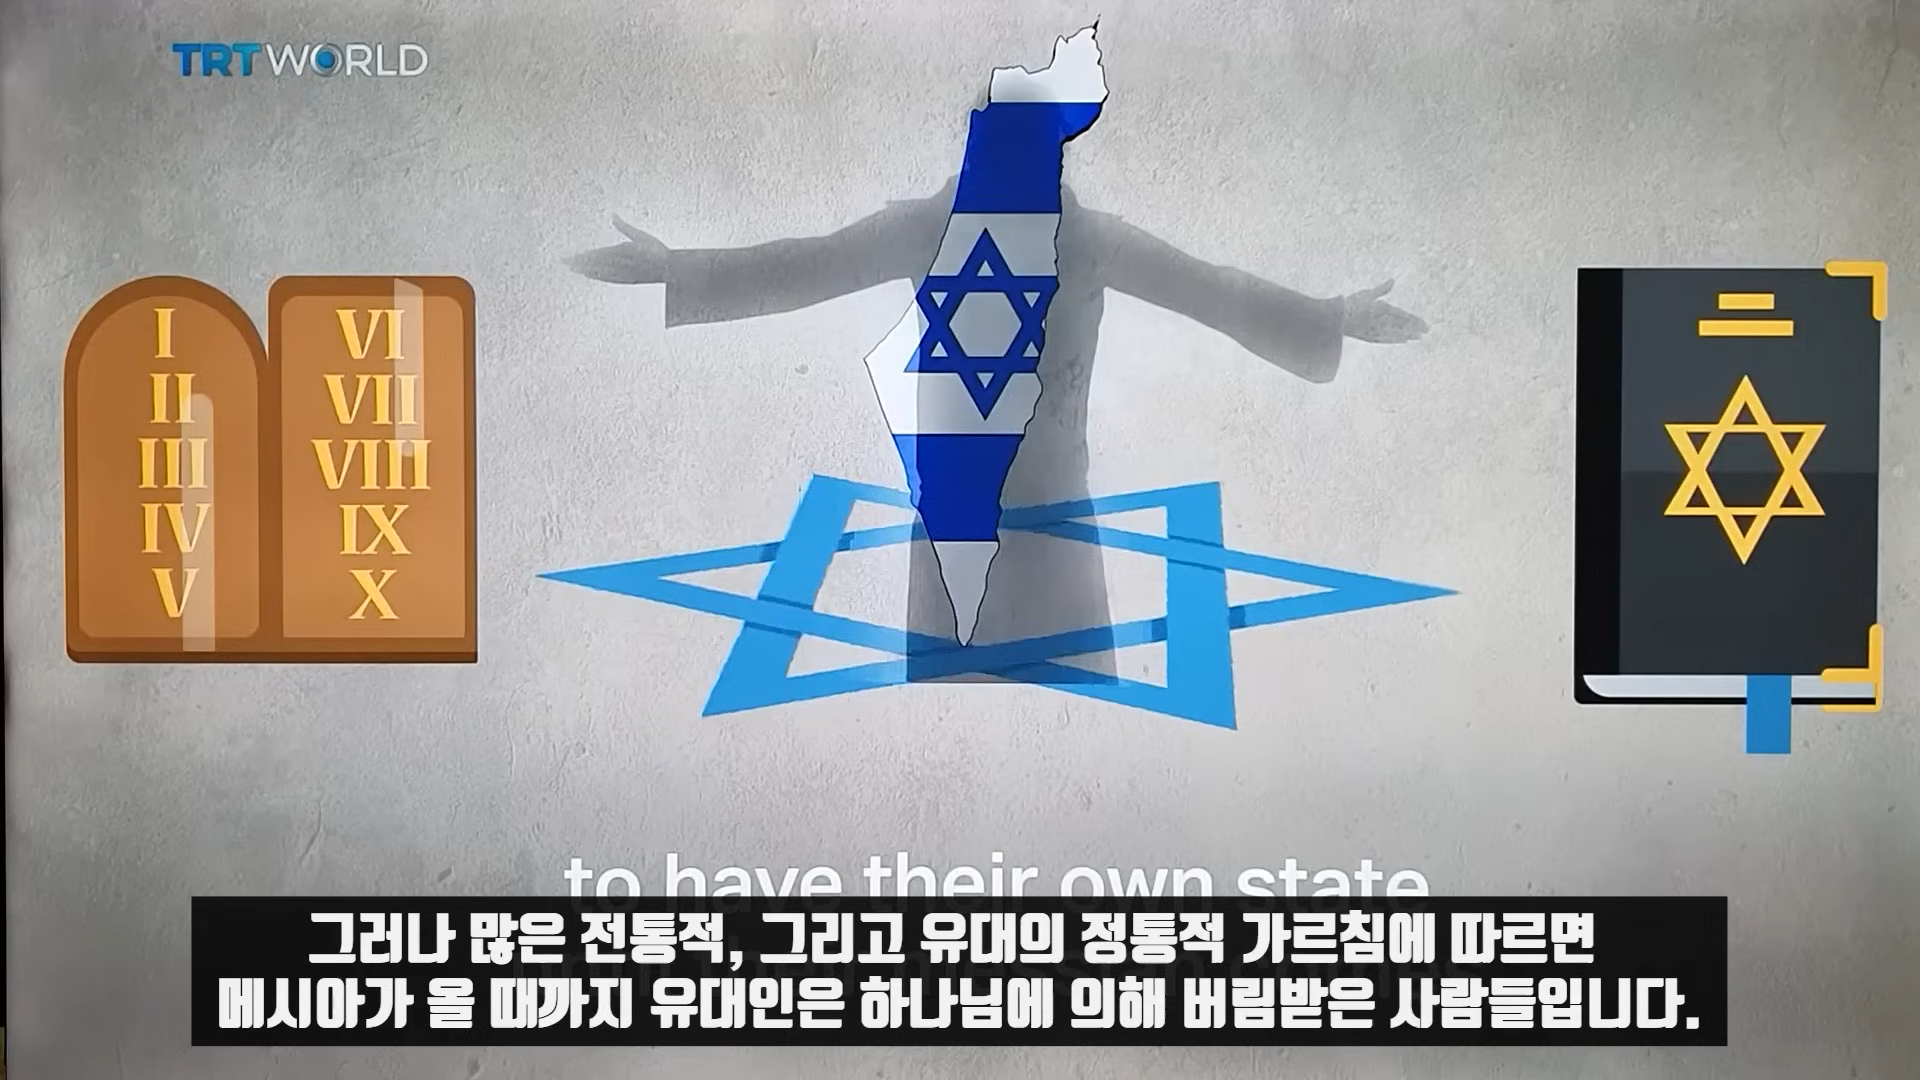 TRT WORLD
I
II
III
IV
V
VI
VII
VIII
IX
X
to have their own state
그러나 많은 전통적, 그리고 유대의 정통적 가르침에 따르면
메시아가 올 때까지 유대인은 하나님에 의해 버림받은 사람들입니다.